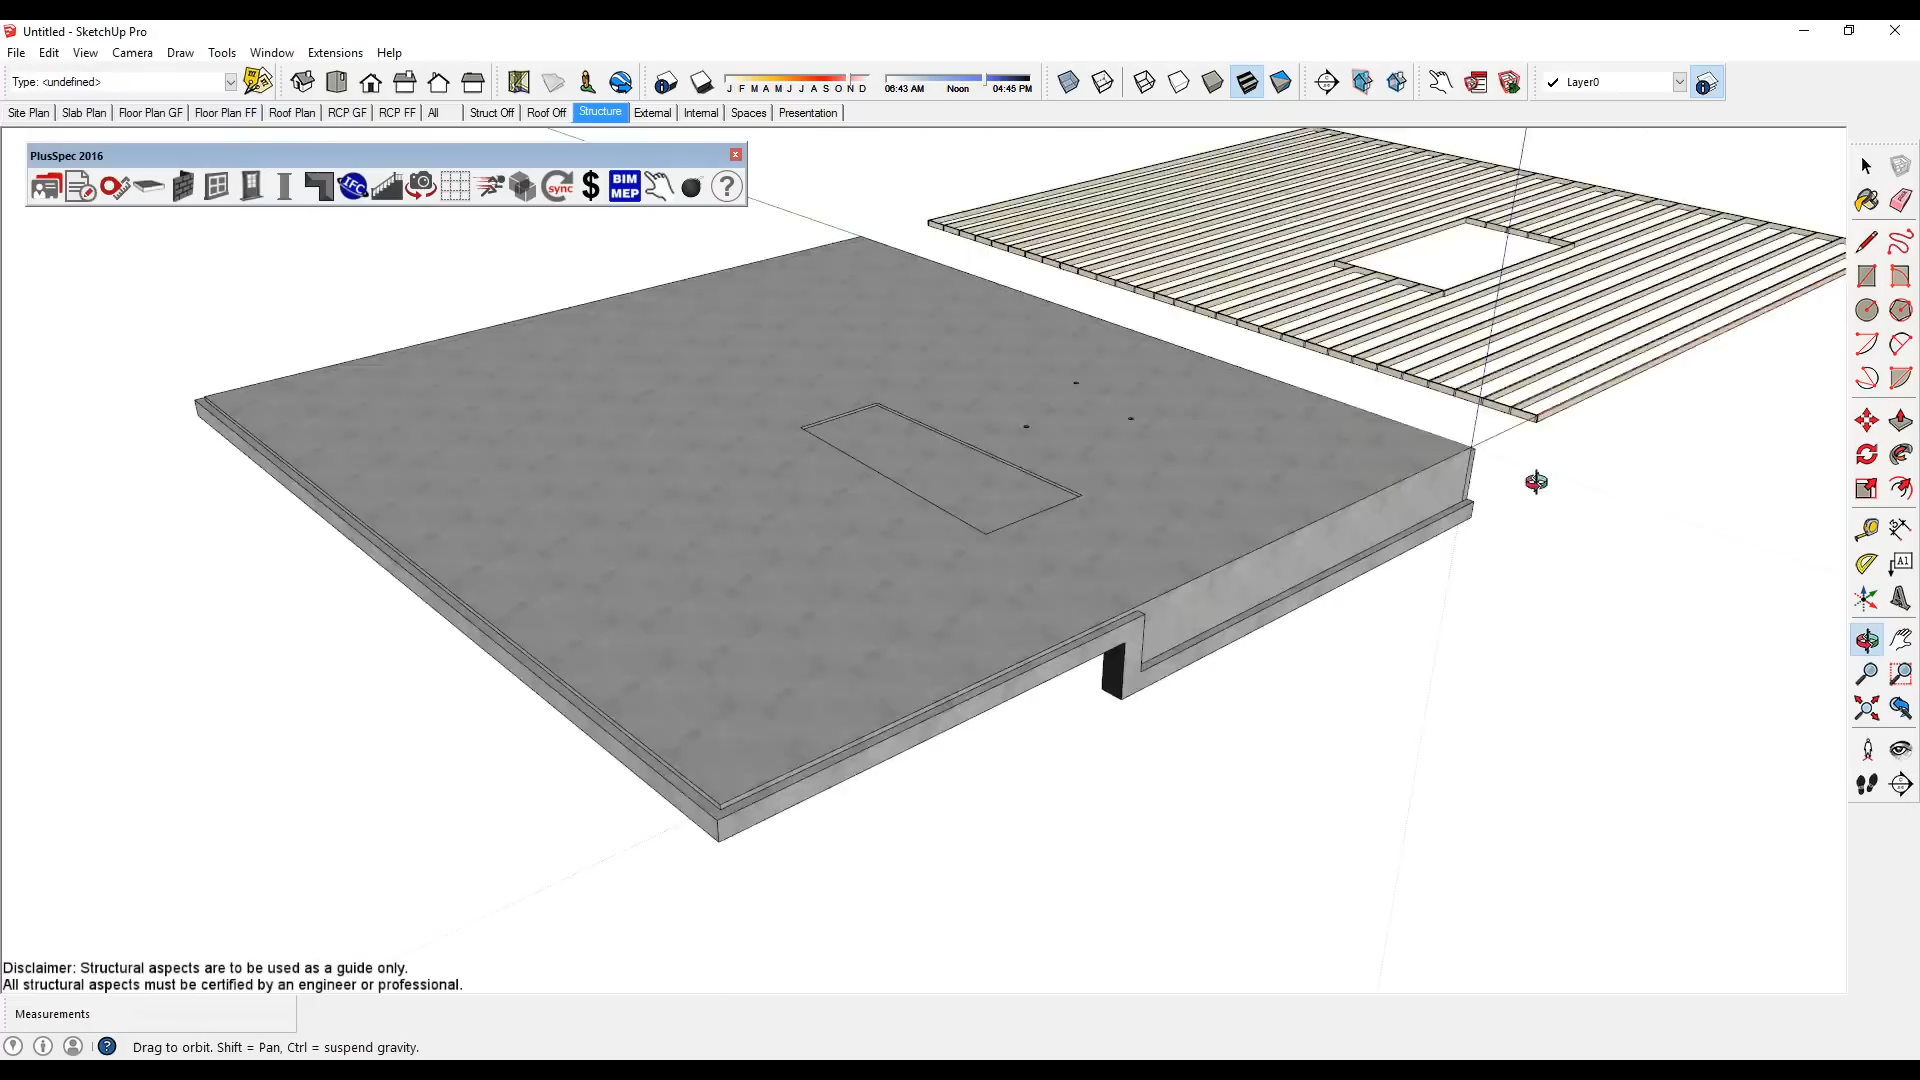 Untitled - SketchUp Pro
File Edit View Camera Draw Tools Window Extensions Help
Type: <undefined>
J F M A M J J A S O N D
06:43 AM Noon 04:45 PM
Layer0
Site Plan Slab Plan Floor Plan GF Floor Plan FF Roof Plan RCP GF RCP FF All Struct Off Roof Off Structure External Internal Spaces Presentation
PlusSpec 2016
IFC
sync
$
BIM
MEP
?
A1
Disclaimer: Structural aspects are to be used as a guide only.
All structural aspects must be certified by an engineer or professional.
Measurements
Drag to orbit. Shift = Pan, Ctrl = suspend gravity.